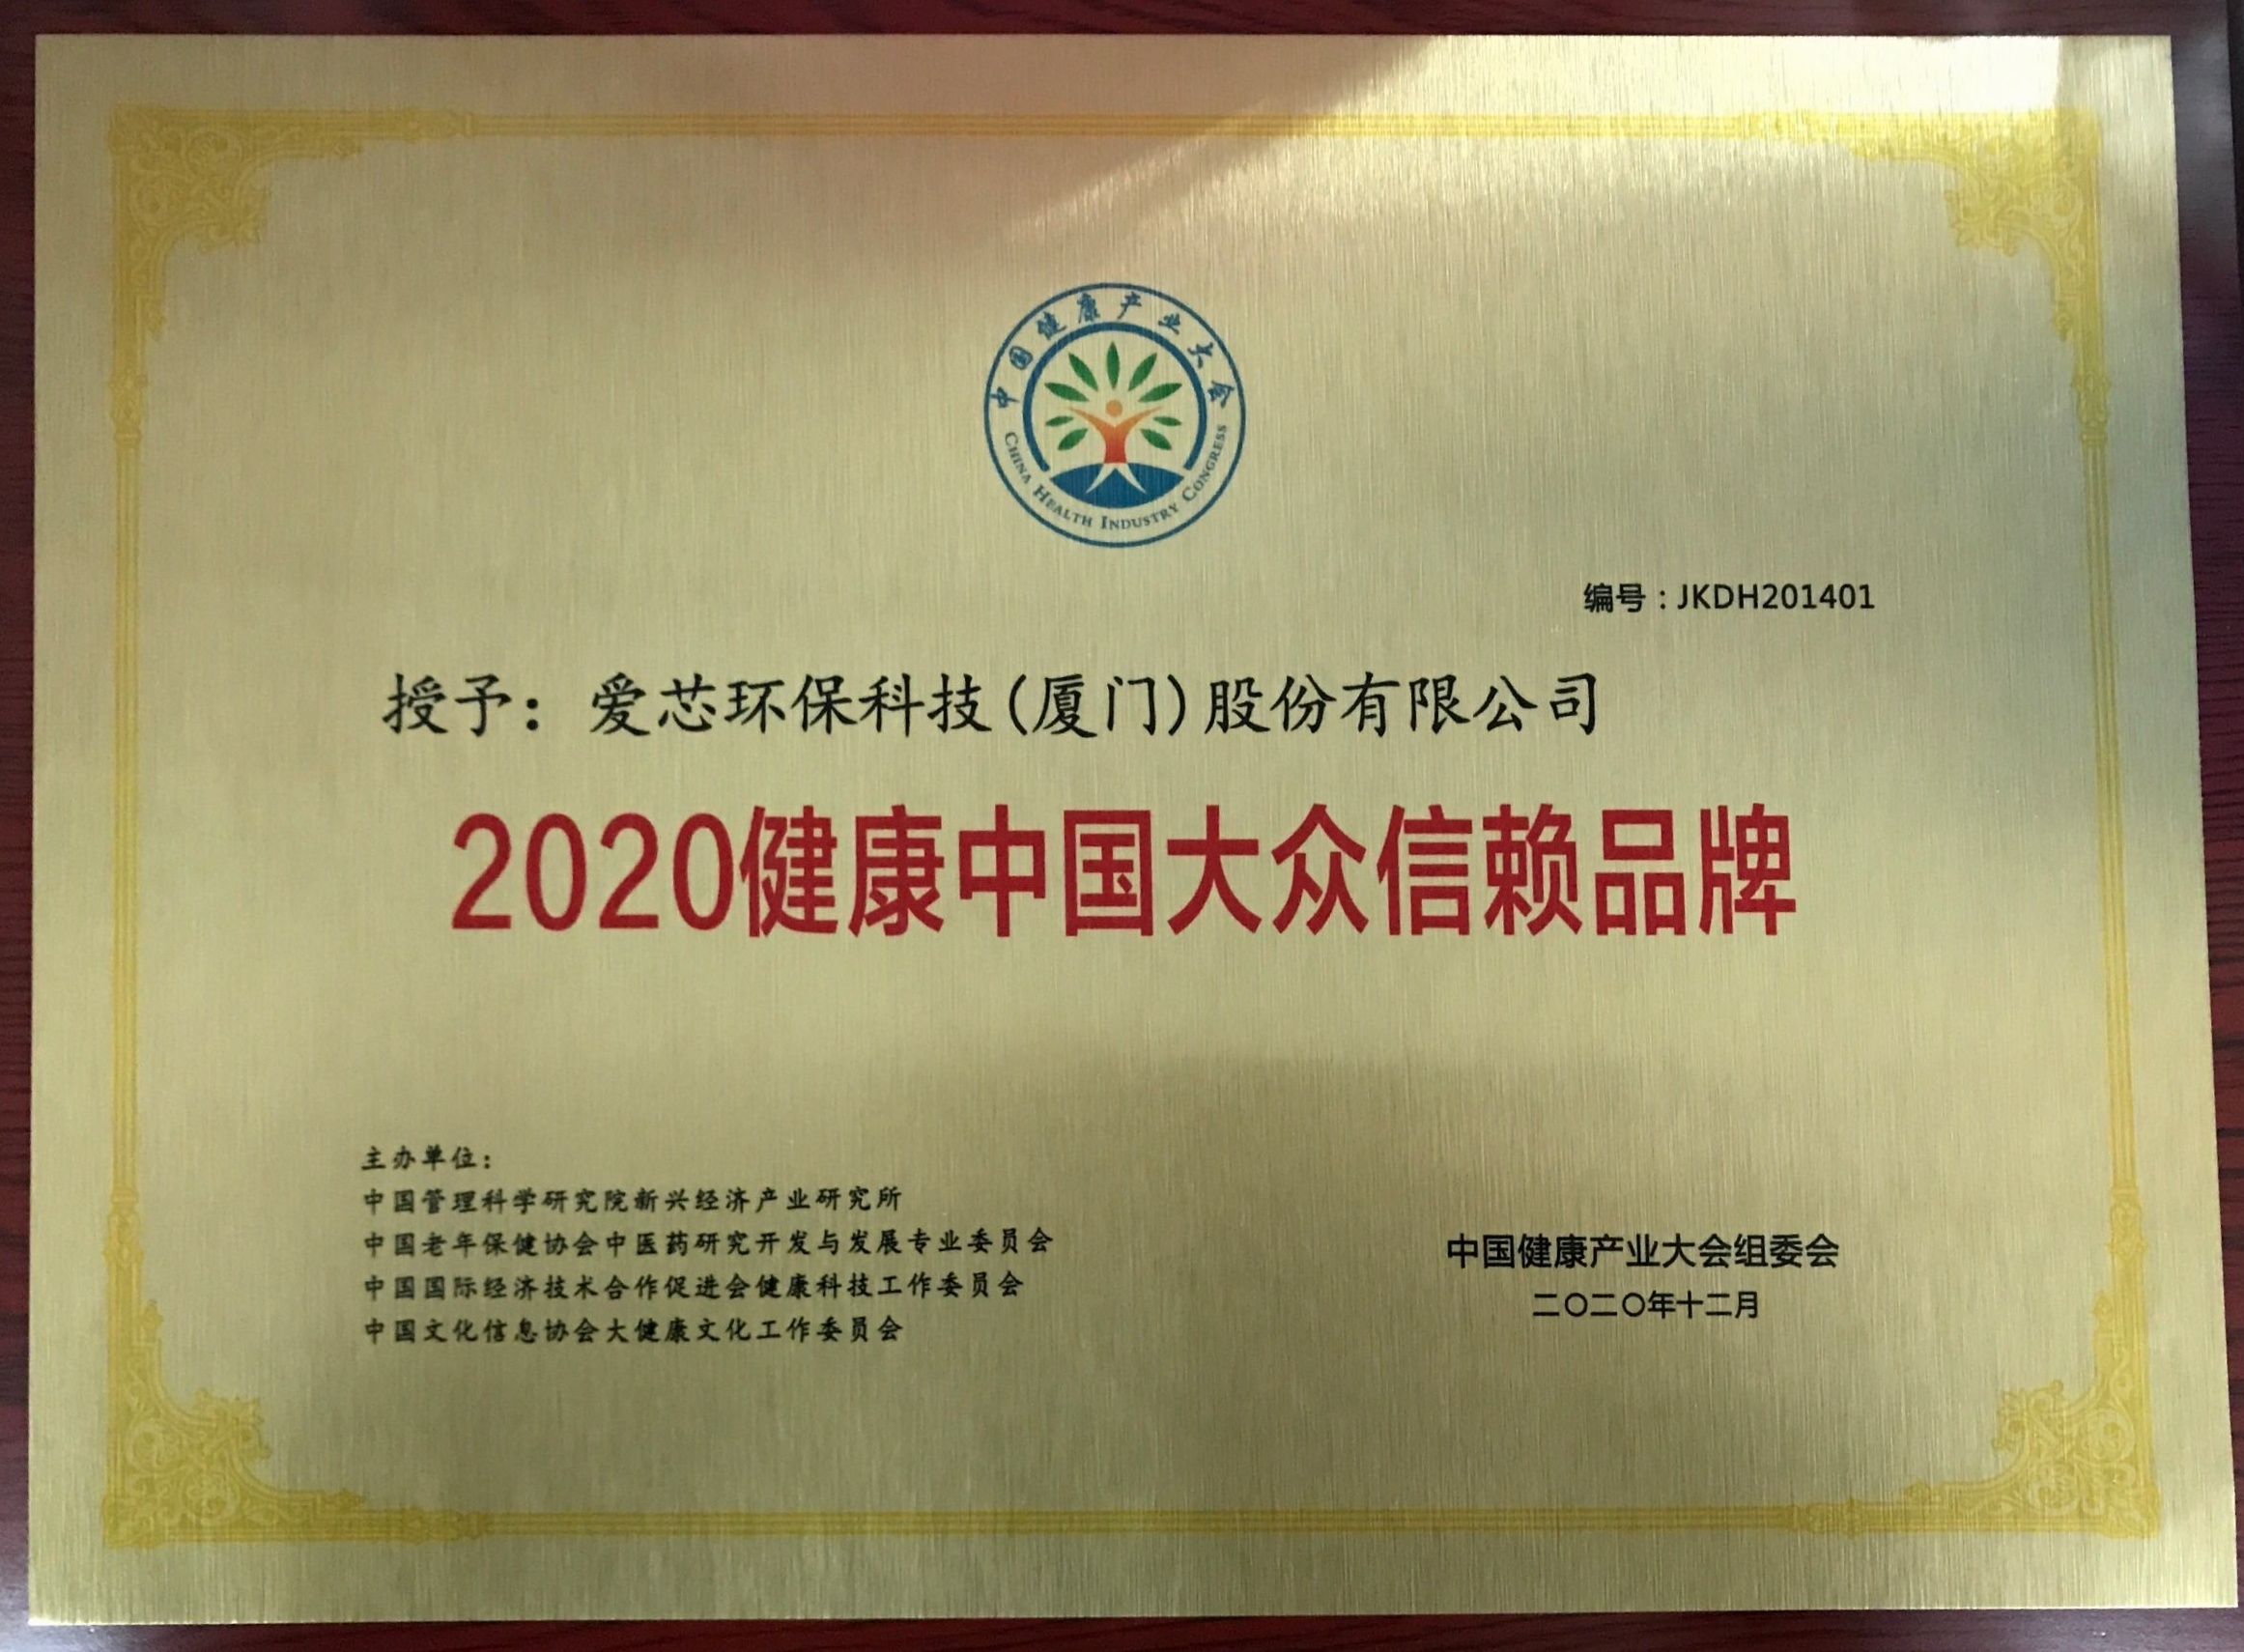 中国健康产业大会
CHINA HEALTH INDUSTRY CONGRESS
编号：JKDH201401
授予：爱芯环保科技(厦门)股份有限公司
2020健康中国大众信赖品牌
主办单位：
中国管理科学研究院新兴经济产业研究所
中国老年保健协会中医药研究开发与发展专业委员会
中国国际经济技术合作促进会健康科技工作委员会
中国文化信息协会大健康文化工作委员会
中国健康产业大会组委会
二〇二〇年十二月